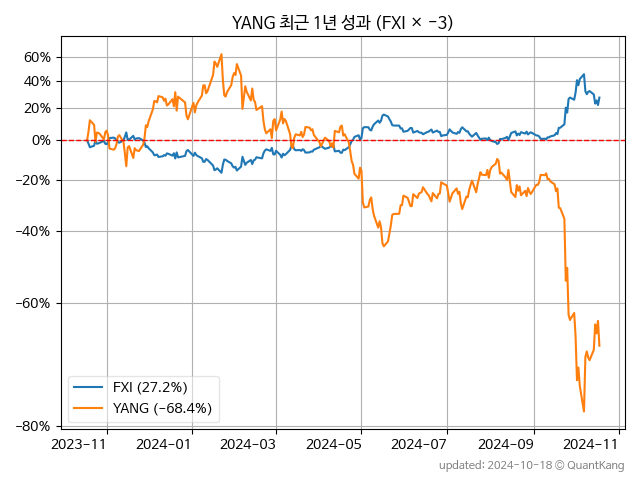 YANG 최근 1년 성과 (FXI × −3)
60%
40%
20%
0%
−20%
−40%
−60%
−80%
FXI (27.2%)
YANG (−68.4%)
2023−11 2024−01 2024−03 2024−05 2024−07 2024−09 2024−11
updated: 2024-10-18 © QuantKang